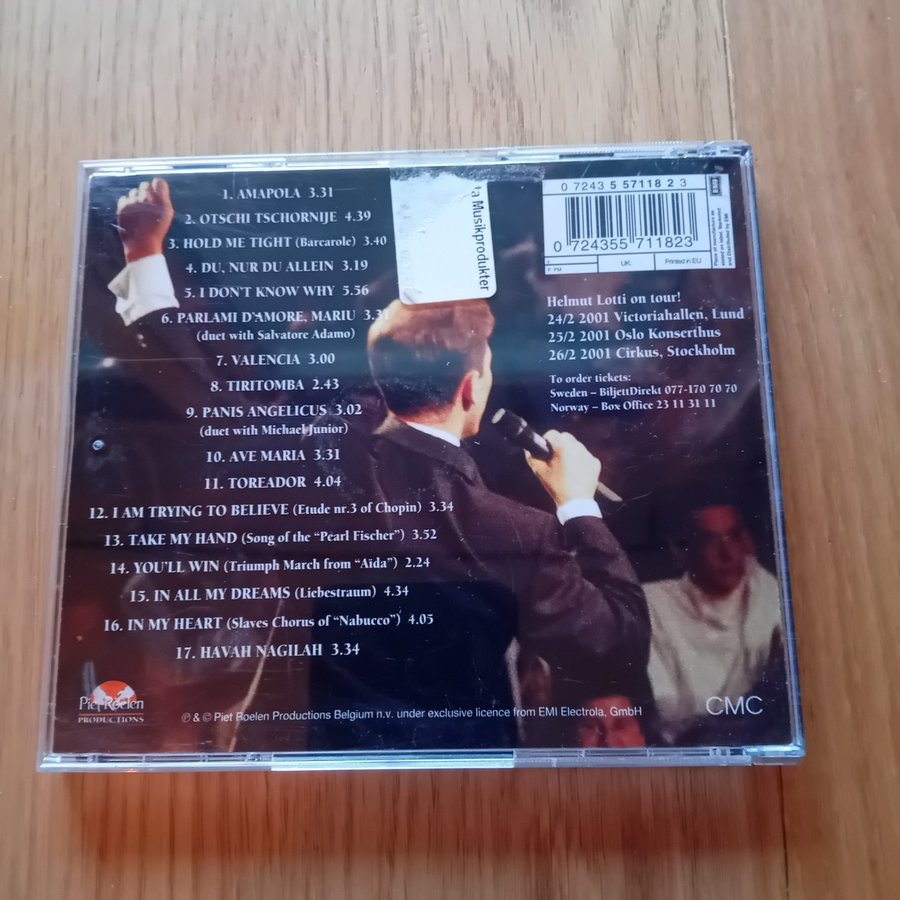 1. AMAPOLA 3.31
2. OTSCHI TSCHORNIJE 4.39
3. HOLD ME TIGHT (Barcarole) 3.40
4. DU, NUR DU ALLEIN 3.19
5. I DON'T KNOW WHY 5.56
6. PARLAMI D'AMORE, MARIU 3.31
(duet with Salvatore Adamo)
7. VALENCIA 3.00
8. TIRITOMBA 2.43
9. PANIS ANGELICUS 3.02
(duet with Michael Junior)
10. AVE MARIA 3.31
11. TOREADOR 4.04
12. I AM TRYING TO BELIEVE (Etude nr.3 of Chopin) 3.34
13. TAKE MY HAND (Song of the "Pearl Fischer") 3.52
14. YOU'LL WIN (Triumph March from "Aïda") 2.24
15. IN ALL MY DREAMS (Liebestraum) 4.34
16. IN MY HEART (Slaves Chorus of "Nabucco") 4.05
17. HAVAH NAGILAH 3.34
ta Musikprodukter
0 7243 5 57118 2 3
0 724355 711823
F: PM
UK:
Printed in EU
EMI
Helmut Lotti on tour!
24/2 2001 Victoriahallen, Lund
25/2 2001 Oslo Konserthus
26/2 2001 Cirkus, Stockholm
To order tickets:
Sweden – BiljettDirekt 077-170 70 70
Norway – Box Office 23 11 31 11
Piet Roelen
PRODUCTIONS
℗ & © Piet Roelen Productions Belgium n.v. under exclusive licence from EMI Electrola, GmbH
CMC